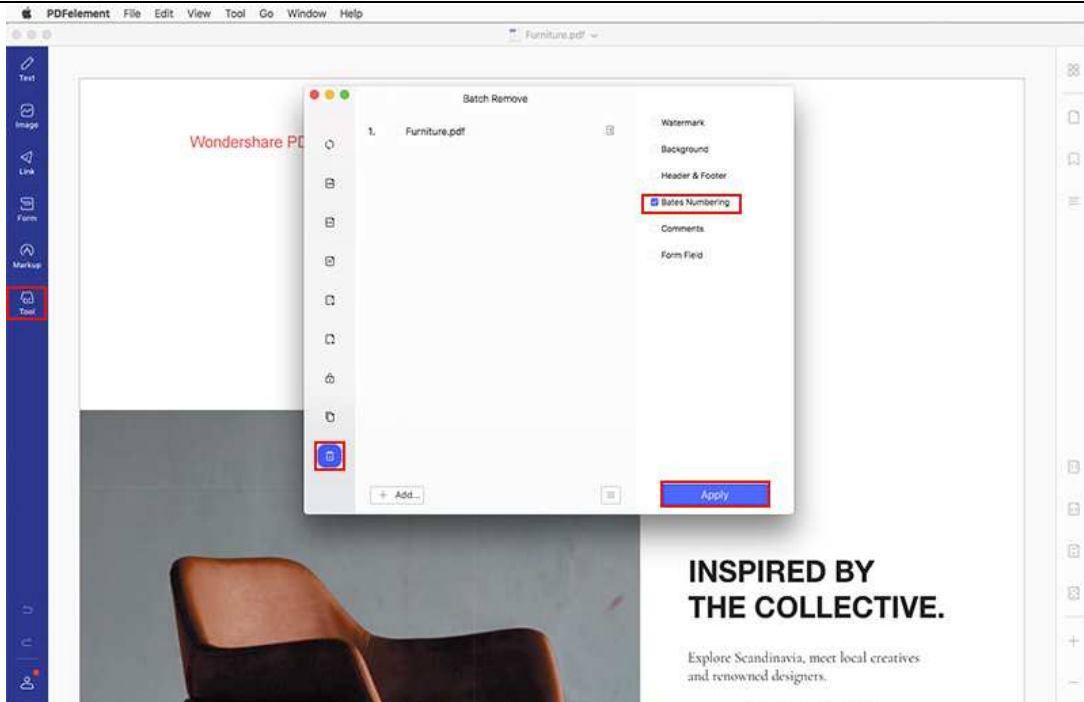 PDFelement File Edit View Tool Go Window Help
Furniture.pdf
Text
Image
Link
Form
Markup
Tool
Wondershare PD
Batch Remove
1. Furniture.pdf
Watermark
Background
Header & Footer
Bates Numbering
Comments
Form Field
+ Add...
Apply
INSPIRED BY
THE COLLECTIVE.
Explore Scandinavia, meet local creatives
and renowned designers.